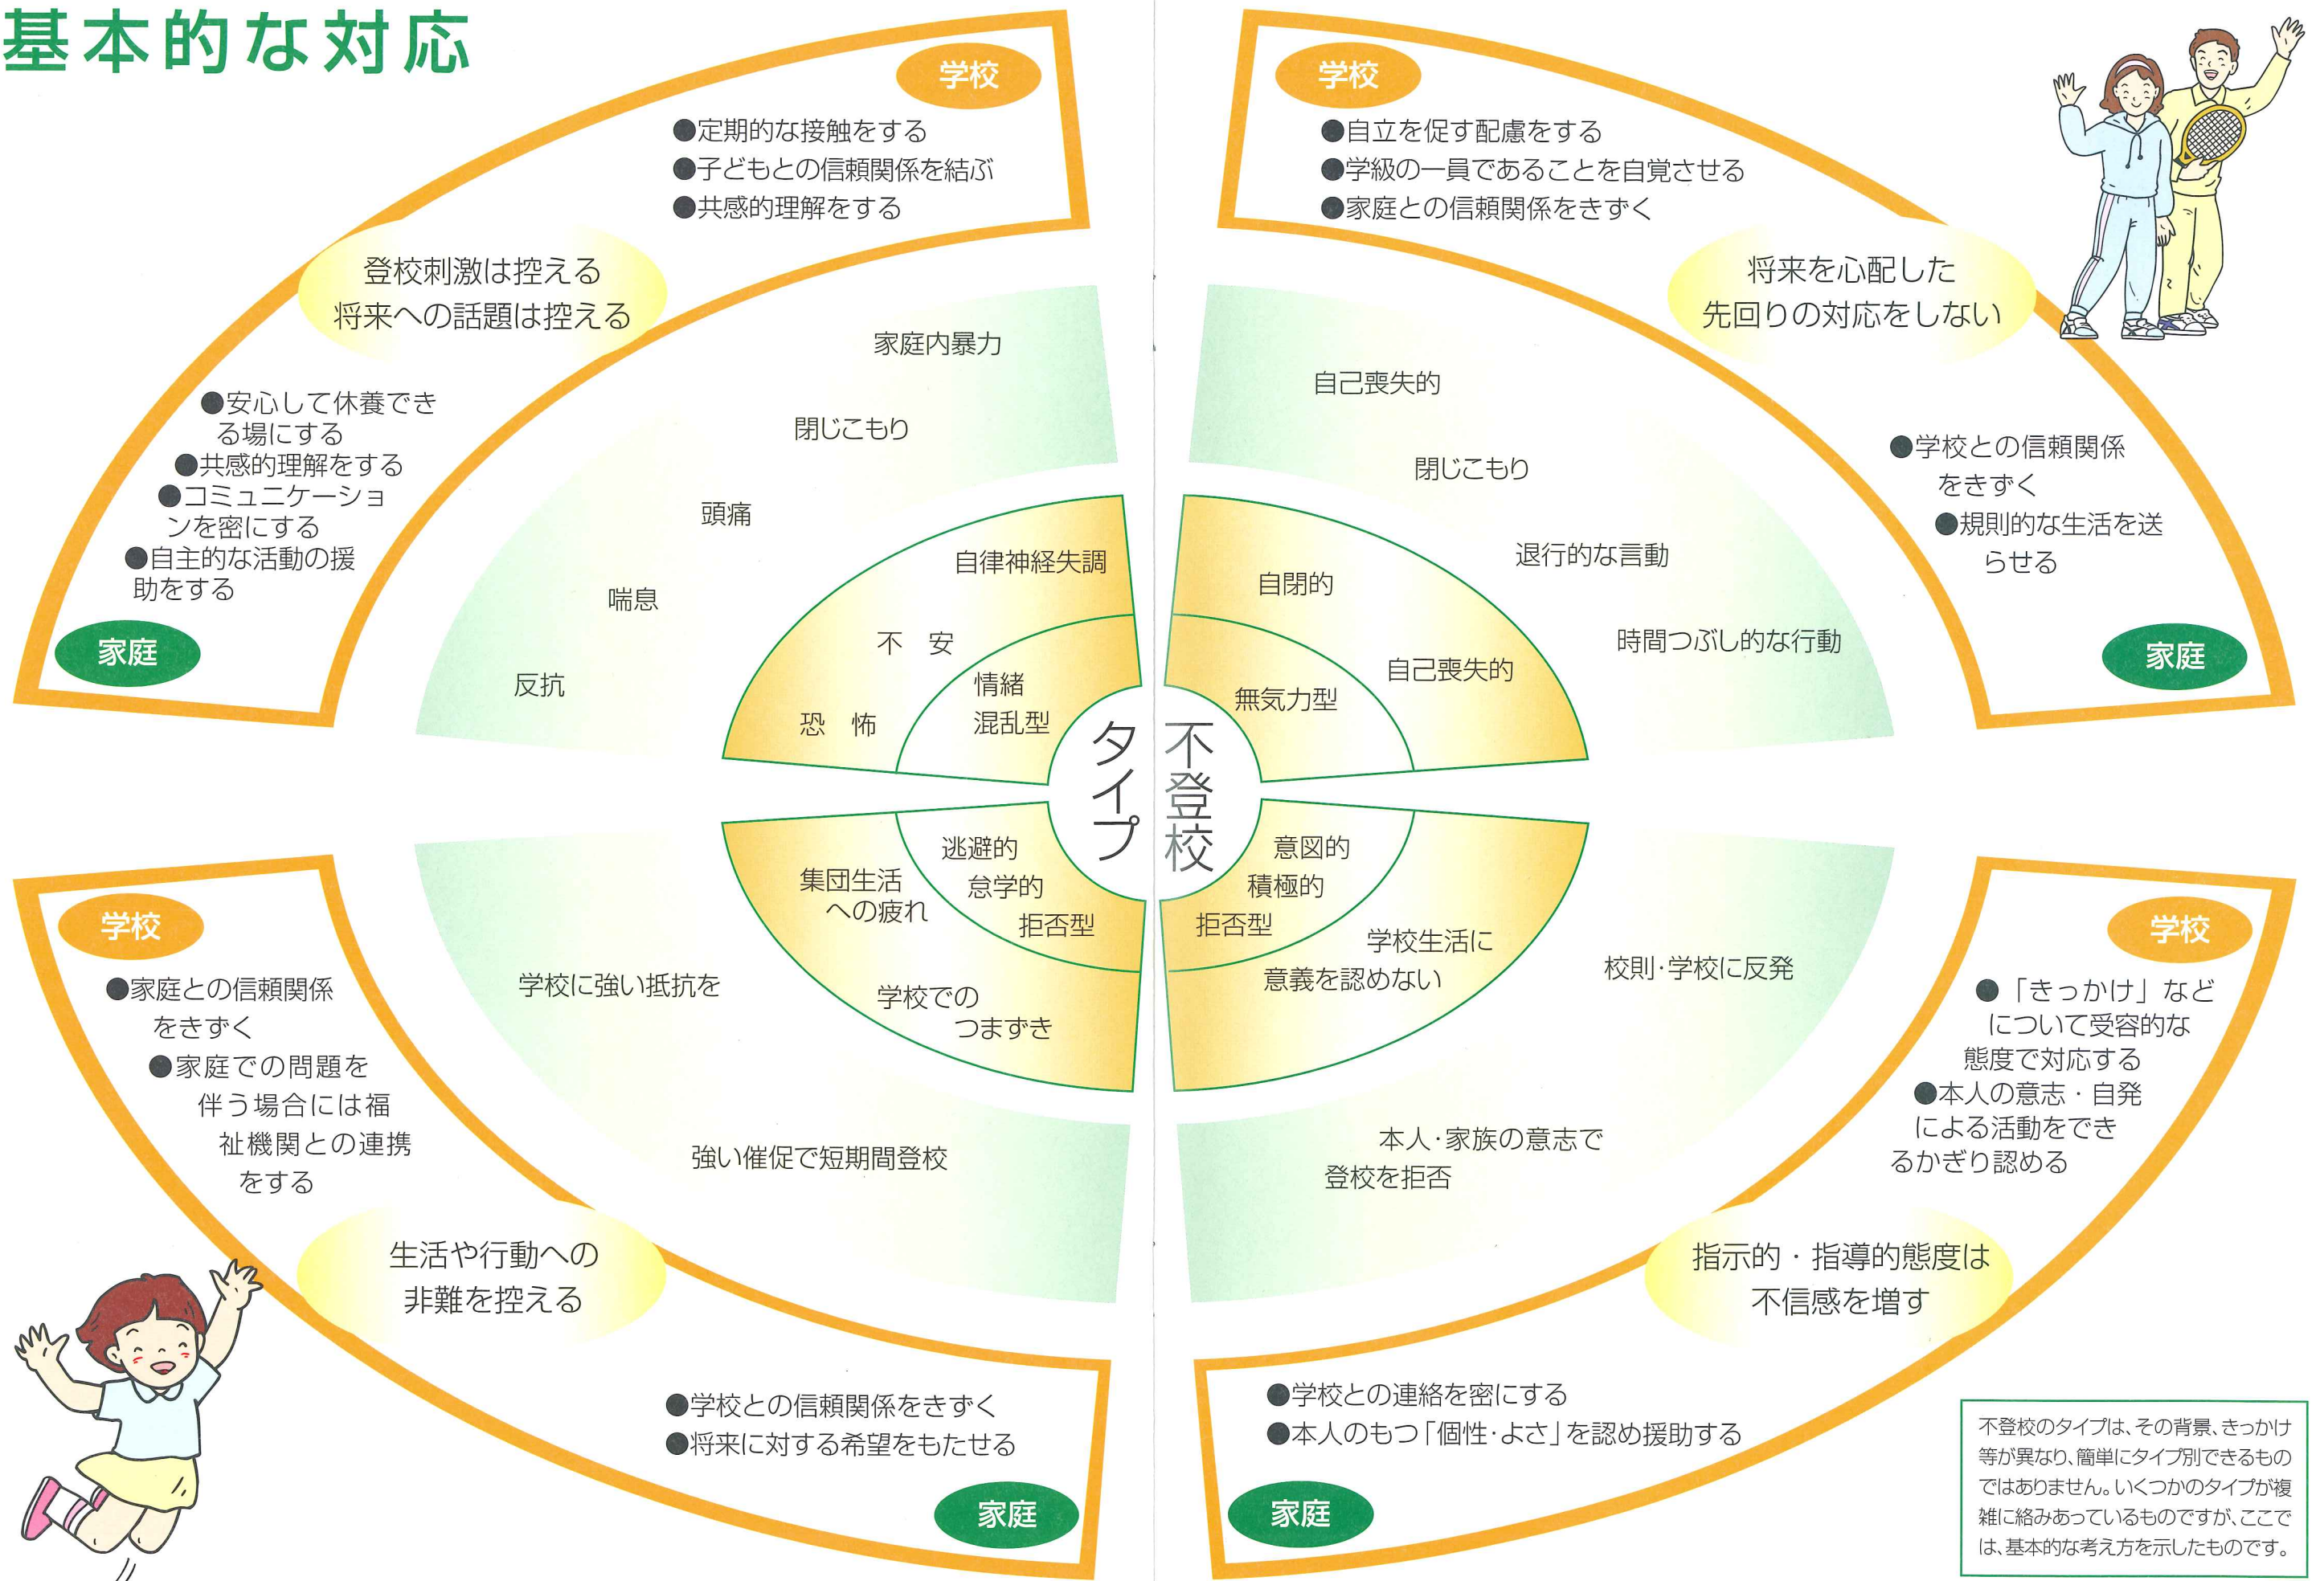 基本的な対応
学校
●定期的な接触をする
●子どもとの信頼関係を結ぶ
●共感的理解をする
登校刺激は控える
将来への話題は控える
●安心して休養でき
る場にする
●共感的理解をする
●コミュニケーショ
ンを密にする
●自主的な活動の援
助をする
家庭
家庭内暴力
閉じこもり
頭痛
喘息
反抗
自律神経失調
不 安
恐 怖
情緒
混乱型
学校
●自立を促す配慮をする
●学級の一員であることを自覚させる
●家庭との信頼関係をきずく
将来を心配した
先回りの対応をしない
●学校との信頼関係
をきずく
●規則的な生活を送
らせる
家庭
自己喪失的
閉じこもり
退行的な言動
時間つぶし的な行動
自閉的
自己喪失的
無気力型
不登校
タイプ
逃避的
怠学的
拒否型
集団生活
への疲れ
学校での
つまずき
学校に強い抵抗を
強い催促で短期間登校
学校
●家庭との信頼関係
をきずく
●家庭での問題を
伴う場合には福
祉機関との連携
をする
生活や行動への
非難を控える
●学校との信頼関係をきずく
●将来に対する希望をもたせる
家庭
意図的
積極的
拒否型
学校生活に
意義を認めない
校則・学校に反発
本人・家族の意志で
登校を拒否
学校
●「きっかけ」など
について受容的な
態度で対応する
●本人の意志・自発
による活動をでき
るかぎり認める
指示的・指導的態度は
不信感を増す
●学校との連絡を密にする
●本人のもつ「個性・よさ」を認め援助する
家庭
不登校のタイプは、その背景、きっかけ
等が異なり、簡単にタイプ別できるもの
ではありません。いくつかのタイプが複
雑に絡みあっているものですが、ここで
は、基本的な考え方を示したものです。